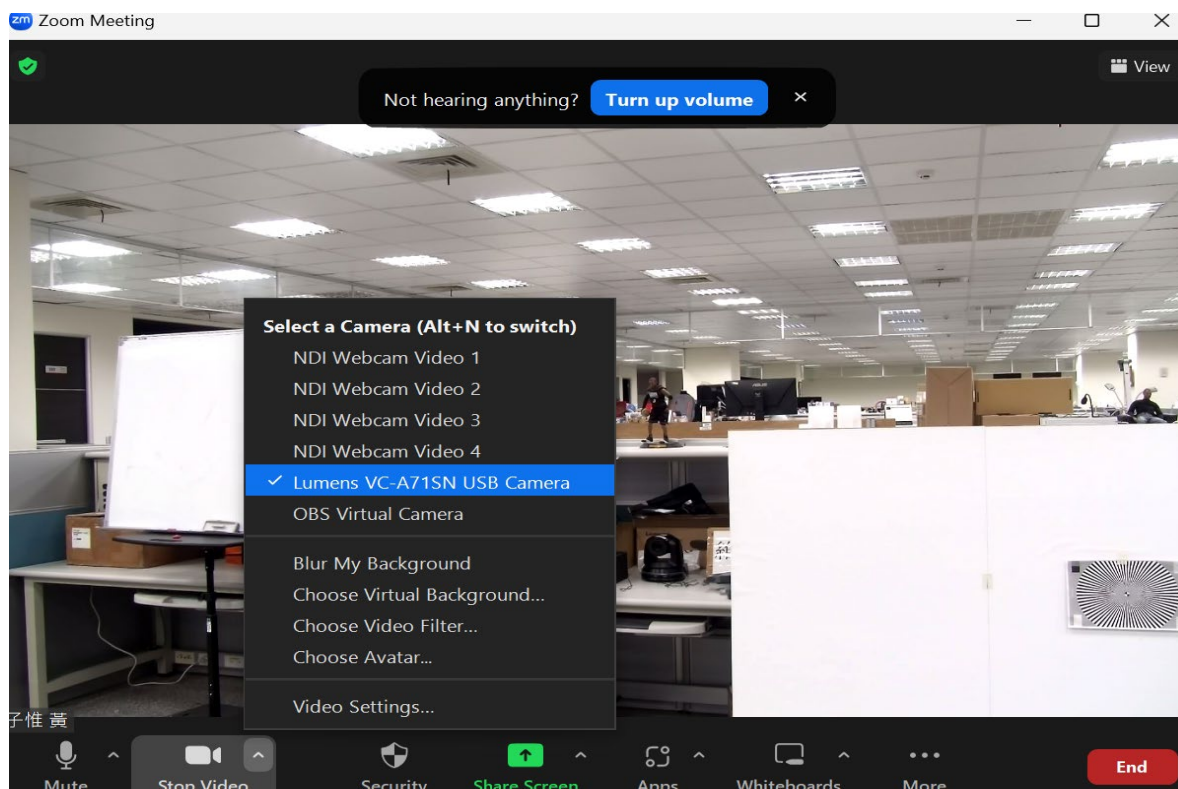 zm Zoom Meeting
View
Not hearing anything? Turn up volume
Select a Camera (Alt+N to switch)
NDI Webcam Video 1
NDI Webcam Video 2
NDI Webcam Video 3
NDI Webcam Video 4
Lumens VC-A71SN USB Camera
OBS Virtual Camera
Blur My Background
Choose Virtual Background...
Choose Video Filter...
Choose Avatar...
Video Settings...
子惟 黃
Mute Stop Video Security Share Screen Apps Whiteboards More End